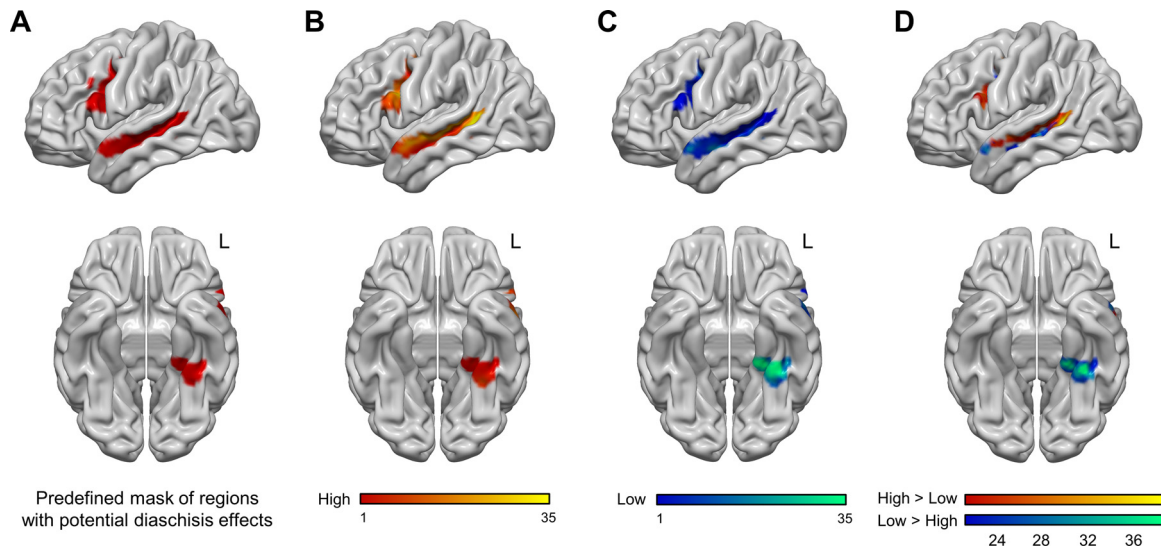 A
B
C
D
L
L
L
L
Predefined mask of regions
with potential diaschisis effects
High
1
35
Low
1
35
High > Low
Low > High
24
28
32
36